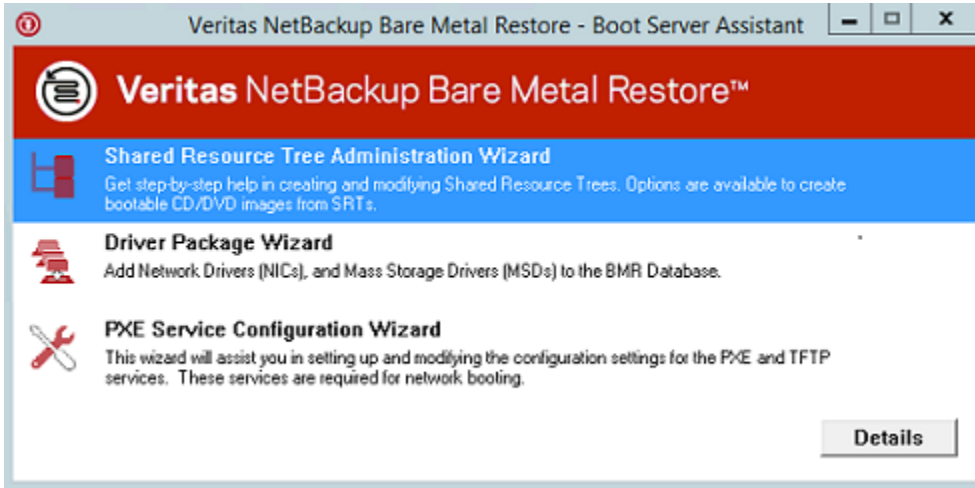 Veritas NetBackup Bare Metal Restore - Boot Server Assistant
Veritas NetBackup Bare Metal Restore™
Shared Resource Tree Administration Wizard
Get step-by-step help in creating and modifying Shared Resource Trees. Options are available to create
bootable CD/DVD images from SRTs.
Driver Package Wizard
Add Network Drivers (NICs), and Mass Storage Drivers (MSDs) to the BMR Database.
PXE Service Configuration Wizard
This wizard will assist you in setting up and modifying the configuration settings for the PXE and TFTP
services. These services are required for network booting.
Details